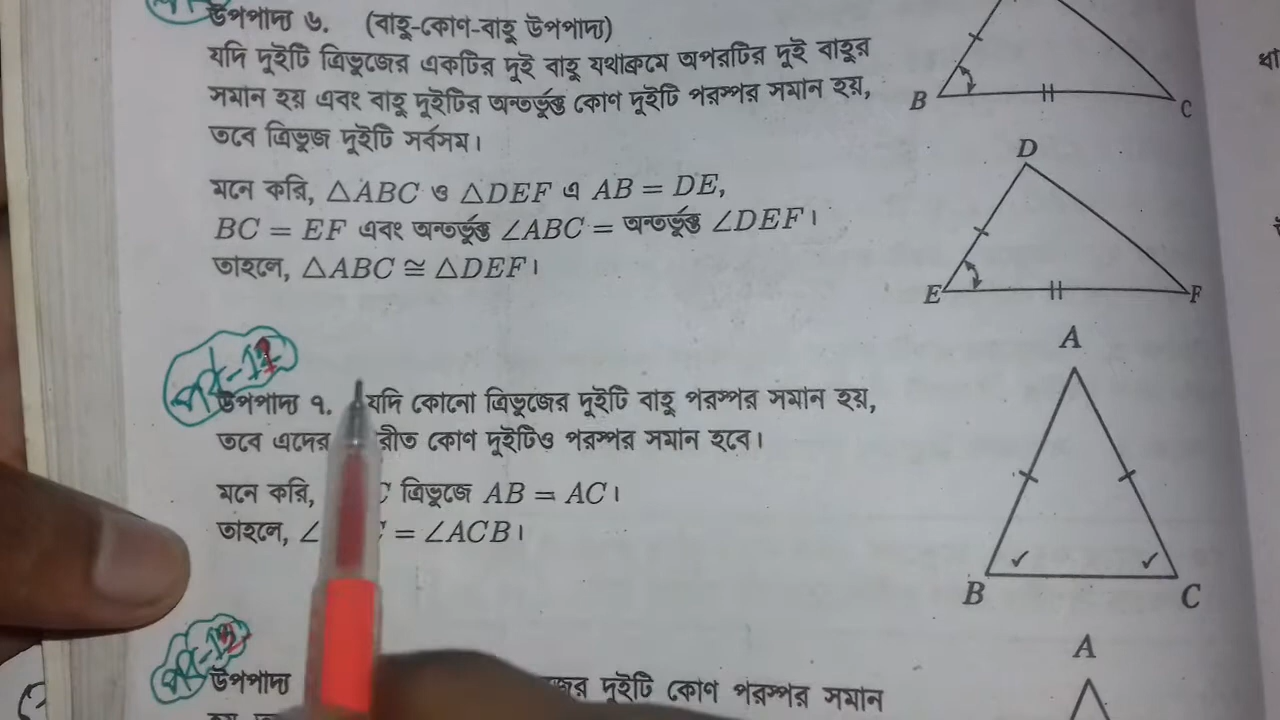 উপপাদ্য ৬. (বাহু-কোণ-বাহু উপপাদ্য)
যদি দুইটি ত্রিভুজের একটির দুই বাহু যথাক্রমে অপরটির দুই বাহুর
সমান হয় এবং বাহু দুইটির অন্তর্ভুক্ত কোণ দুইটি পরস্পর সমান হয়,
তবে ত্রিভুজ দুইটি সর্বসম।
B
C
মনে করি, △ABC ও △DEF এ AB = DE,
BC = EF এবং অন্তর্ভুক্ত ∠ABC = অন্তর্ভুক্ত ∠DEF।
তাহলে, △ABC ≅ △DEF।
D
E
F
উপপাদ্য ৭. যদি কোনো ত্রিভুজের দুইটি বাহু পরস্পর সমান হয়,
তবে এদের কোণ দুইটিও পরস্পর সমান হবে।
মনে করি, ত্রিভুজে AB = AC।
তাহলে, ∠ = ∠ACB।
A
B
C
উপপাদ্য দুইটি কোণ পরস্পর সমান
A